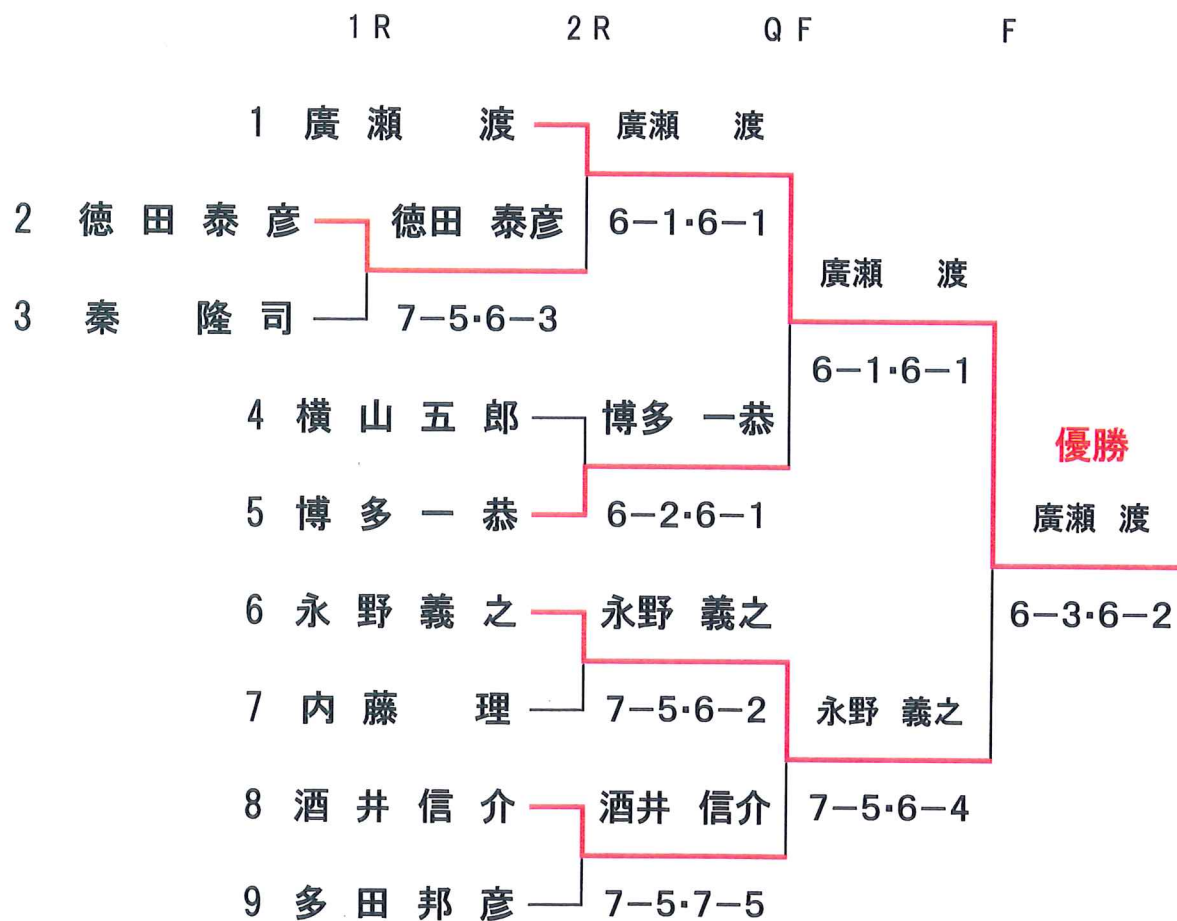 1R 2R QF F
1 廣瀬 渡 廣瀬 渡
2 徳田泰彦 徳田 泰彦 6-1・6-1
廣瀬 渡
3 秦 隆司 7-5・6-3
6-1・6-1
4 横山五郎 博多 一恭
優勝
5 博多一恭 6-2・6-1 廣瀬 渡
6 永野義之 永野 義之 6-3・6-2
7 内藤 理 7-5・6-2 永野 義之
8 酒井信介 酒井 信介 7-5・6-4
9 多田邦彦 7-5・7-5